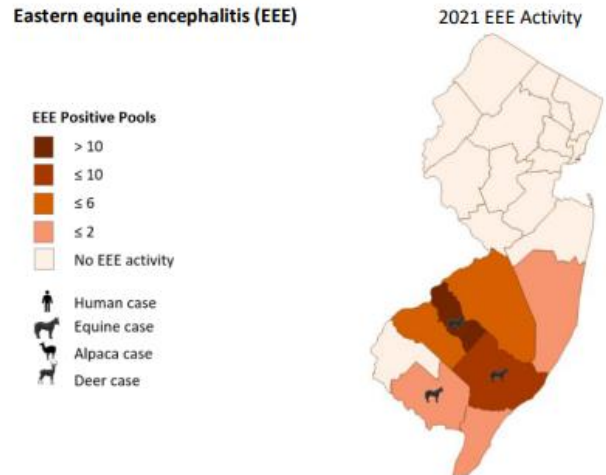 Eastern equine encephalitis (EEE)
2021 EEE Activity
EEE Positive Pools
> 10
≤ 10
≤ 6
≤ 2
No EEE activity
Human case
Equine case
Alpaca case
Deer case